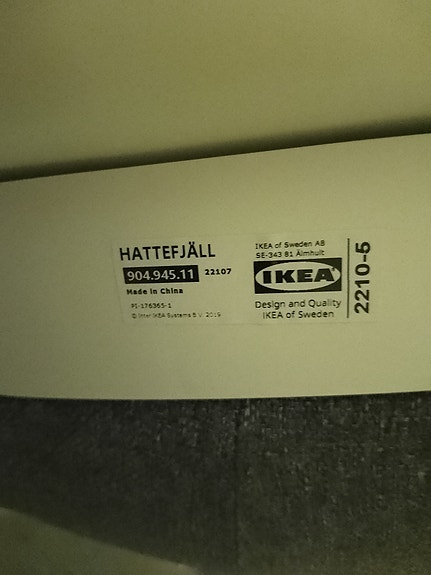 HATTEFJÄLL
904.945.11 22107
Made in China
PI-176365-1
© Inter IKEA Systems B.V. 2019
IKEA of Sweden AB
SE-343 81 Älmhult
IKEA
Design and Quality
IKEA of Sweden
2210-5